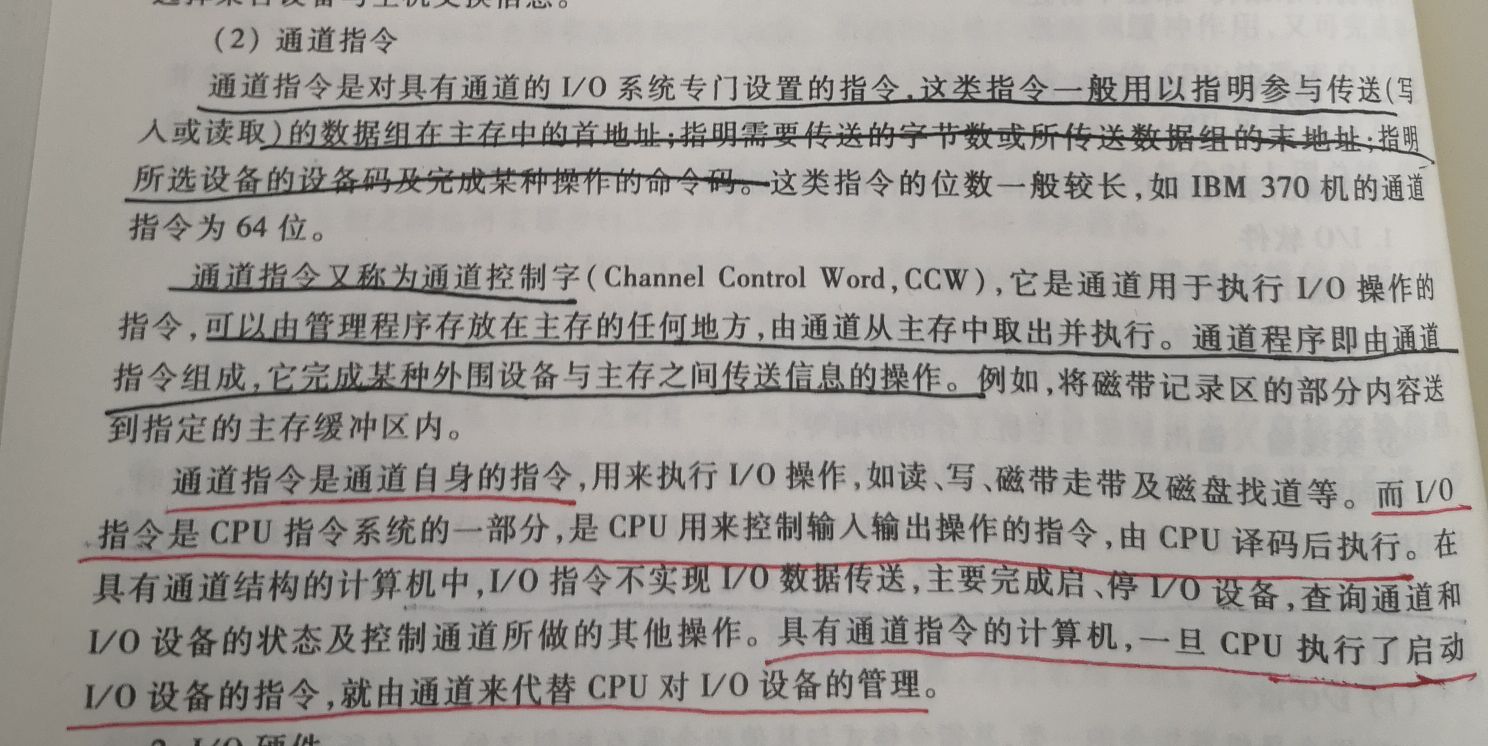 选择某台设备与主机交换信息。
(2) 通道指令
通道指令是对具有通道的 I/O 系统专门设置的指令,这类指令一般用以指明参与传送(写
入或读取)的数据组在主存中的首地址;指明需要传送的字节数或所传送数据组的末地址;指明
所选设备的设备码及完成某种操作的命令码。这类指令的位数一般较长,如 IBM 370 机的通道
指令为 64 位。
通道指令又称为通道控制字(Channel Control Word,CCW),它是通道用于执行 I/O 操作的
指令,可以由管理程序存放在主存的任何地方,由通道从主存中取出并执行。通道程序即由通道
指令组成,它完成某种外围设备与主存之间传送信息的操作。例如,将磁带记录区的部分内容送
到指定的主存缓冲区内。
通道指令是通道自身的指令,用来执行 I/O 操作,如读、写、磁带走带及磁盘找道等。而 I/O
指令是 CPU 指令系统的一部分,是 CPU 用来控制输入输出操作的指令,由 CPU 译码后执行。在
具有通道结构的计算机中,I/O 指令不实现 I/O 数据传送,主要完成启、停 I/O 设备,查询通道和
I/O 设备的状态及控制通道所做的其他操作。具有通道指令的计算机,一旦 CPU 执行了启动
I/O 设备的指令,就由通道来代替 CPU 对 I/O 设备的管理。
2. I/O 硬件